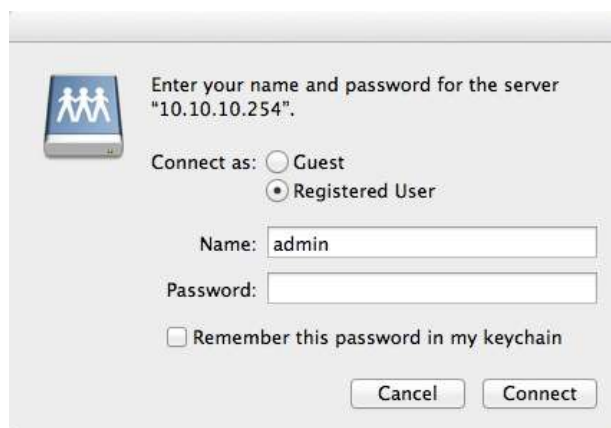 Enter your name and password for the server
“10.10.10.254”.
Connect as: Guest
Registered User
Name: admin
Password:
Remember this password in my keychain
Cancel Connect